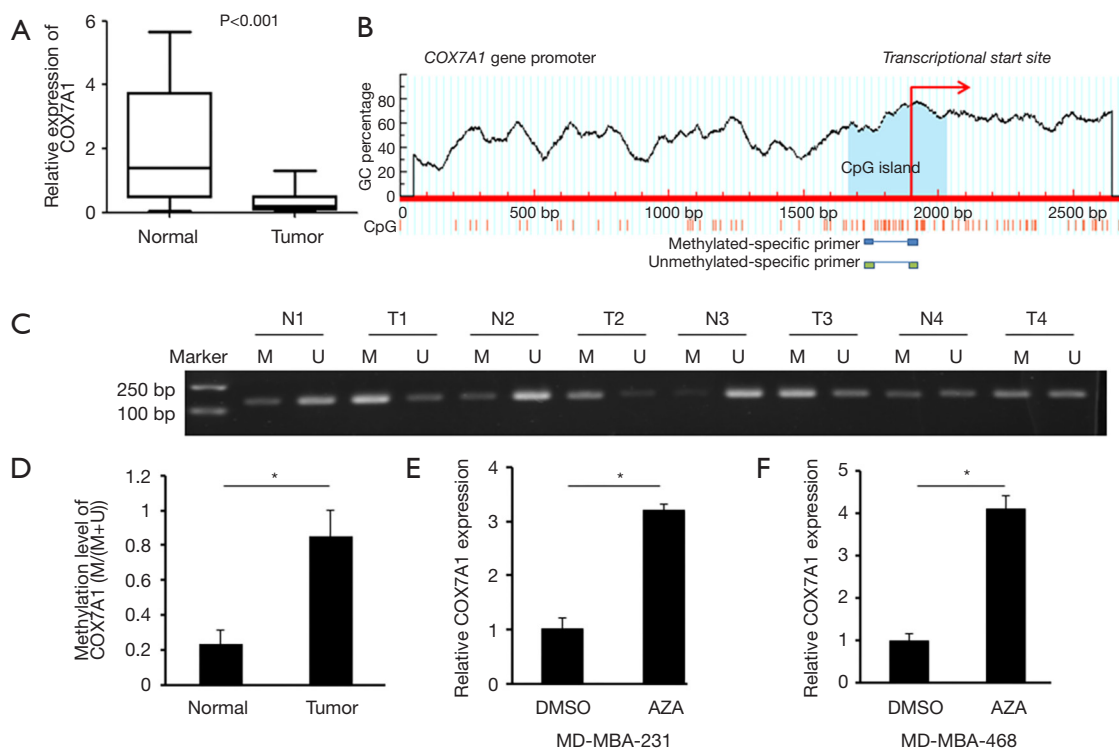 A
P<0.001
Relative expression of
COX7A1
6
4
2
0
Normal Tumor
B
COX7A1 gene promoter Transcriptional start site
GC percentage
80
60
40
20
0
CpG island
0 500 bp 1000 bp 1500 bp 2000 bp 2500 bp
CpG
Methylated-specific primer
Unmethylated-specific primer
C
N1 T1 N2 T2 N3 T3 N4 T4
Marker M U M U M U M U M U M U M U M U
250 bp
100 bp
D
Methylation level of
COX7A1 (M/(M+U))
1.2
1
0.8
0.6
0.4
0.2
0
*
Normal Tumor
E
Relative COX7A1 expression
4
3
2
1
0
*
DMSO AZA
MD-MBA-231
F
Relative COX7A1 expression
5
4
3
2
1
0
*
DMSO AZA
MD-MBA-468